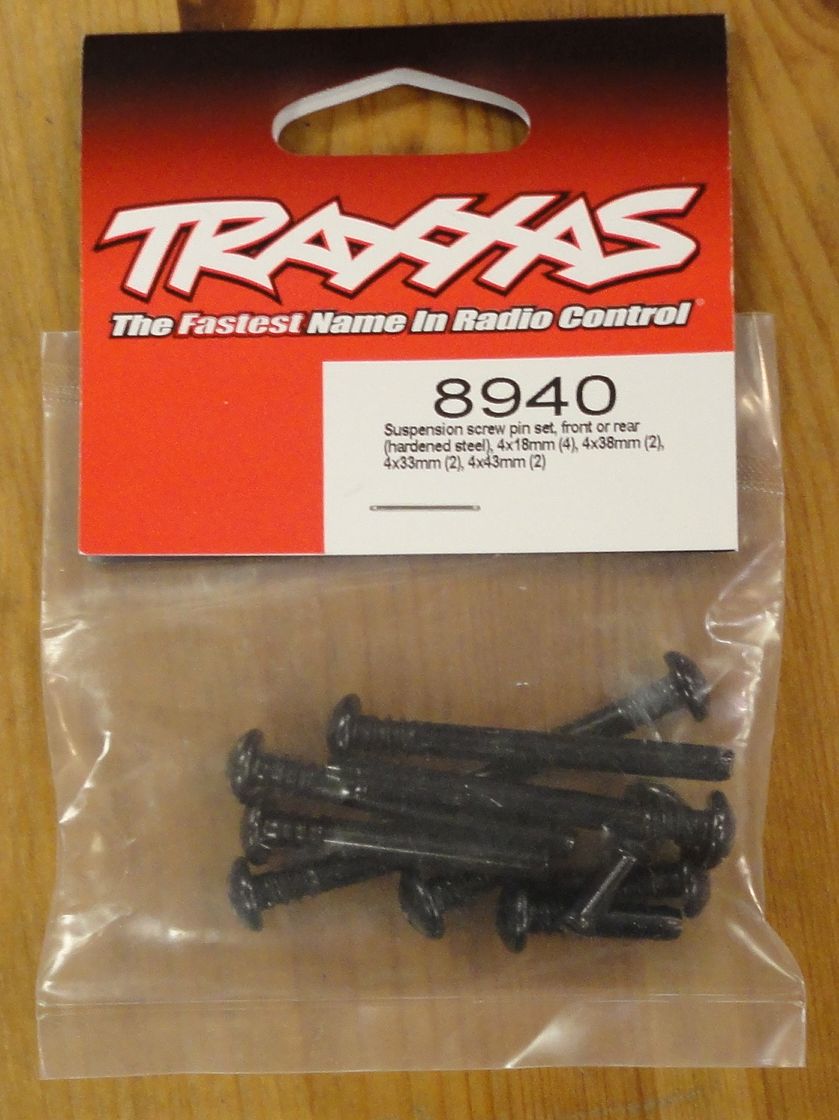 TRAXXAS
The Fastest Name In Radio Control®
8940
Suspension screw pin set, front or rear
(hardened steel), 4x18mm (4), 4x38mm (2),
4x33mm (2), 4x43mm (2)